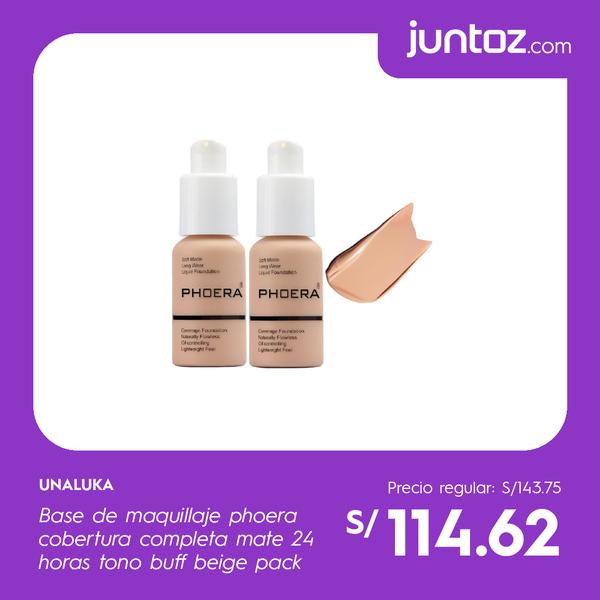 juntoz.com
Soft Matte
Long Wear
Liquid Foundation
PHOERA®
Coverage Foundation
Naturally Flawless
Oil controlling
Lightweight Feel
Soft Matte
Long Wear
Liquid Foundation
PHOERA®
Coverage Foundation
Naturally Flawless
Oil controlling
Lightweight Feel
UNALUKA
Base de maquillaje phoera
cobertura completa mate 24
horas tono buff beige pack
Precio regular: S/143.75
S/114.62